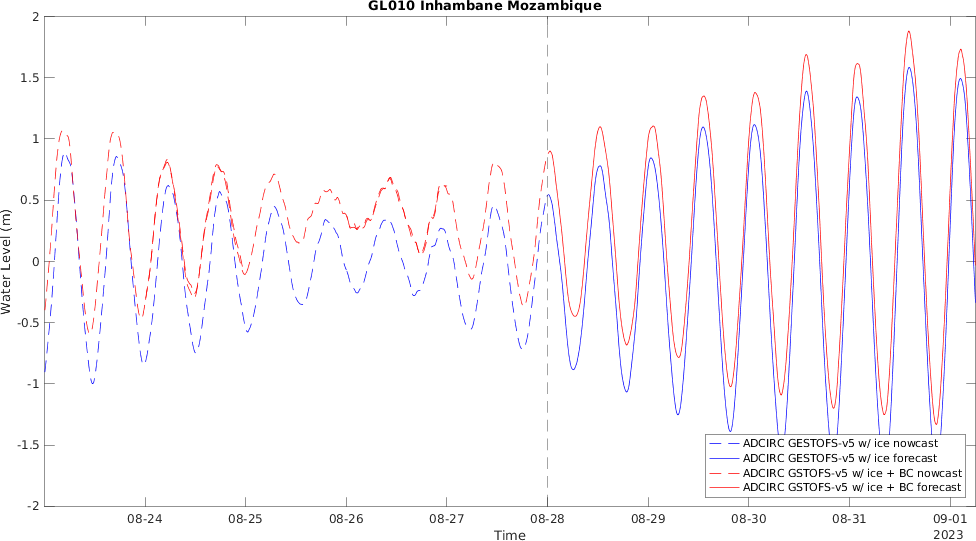 GL010 Inhambane Mozambique
2
1.5
1
0.5
0
-0.5
-1
-1.5
-2
Water Level (m)
ADCIRC GESTOFS-v5 w/ ice nowcast
ADCIRC GESTOFS-v5 w/ ice forecast
ADCIRC GSTOFS-v5 w/ ice + BC nowcast
ADCIRC GSTOFS-v5 w/ ice + BC forecast
08-24 08-25 08-26 08-27 08-28 08-29 08-30 08-31 09-01
2023
Time